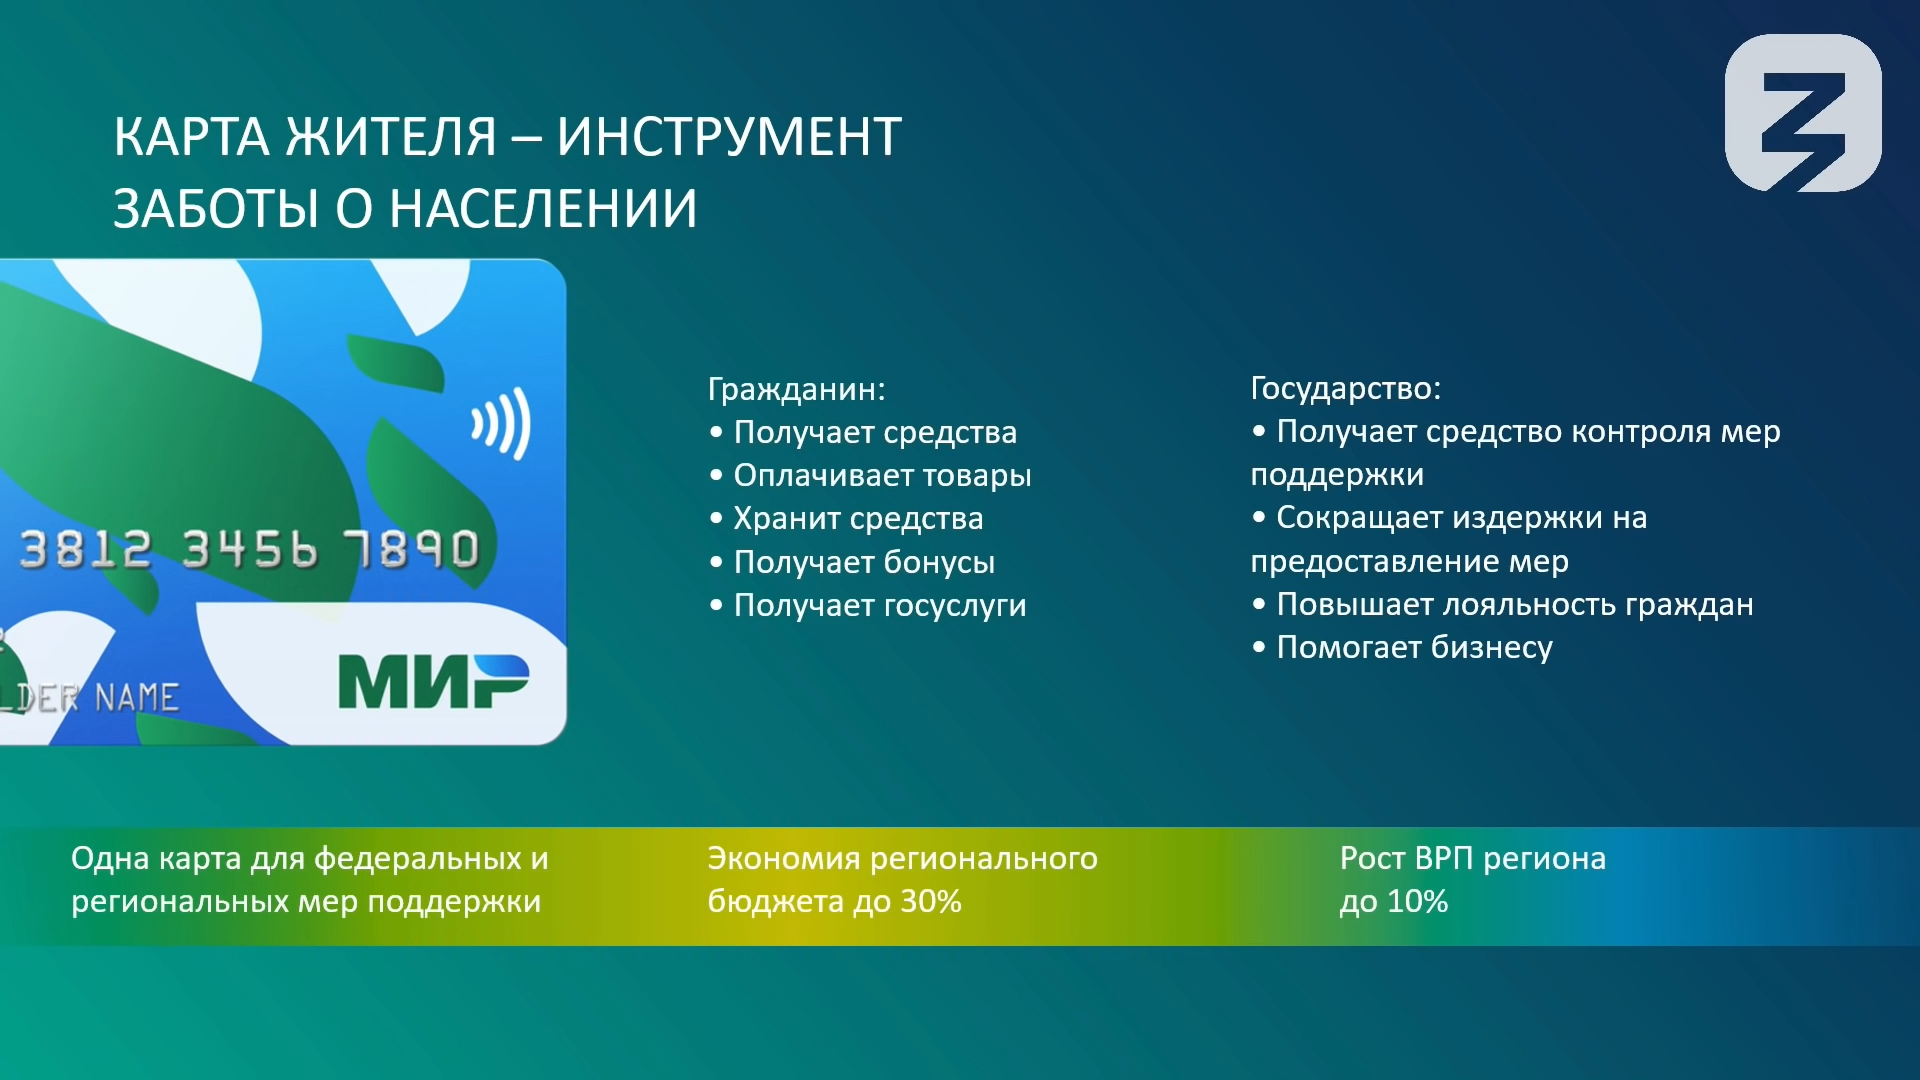 КАРТА ЖИТЕЛЯ – ИНСТРУМЕНТ
ЗАБОТЫ О НАСЕЛЕНИИ
3812 3456 7890
LDER NAME
МИР
Гражданин:
• Получает средства
• Оплачивает товары
• Хранит средства
• Получает бонусы
• Получает госуслуги
Государство:
• Получает средство контроля мер
поддержки
• Сокращает издержки на
предоставление мер
• Повышает лояльность граждан
• Помогает бизнесу
Одна карта для федеральных и
региональных мер поддержки
Экономия регионального
бюджета до 30%
Рост ВРП региона
до 10%